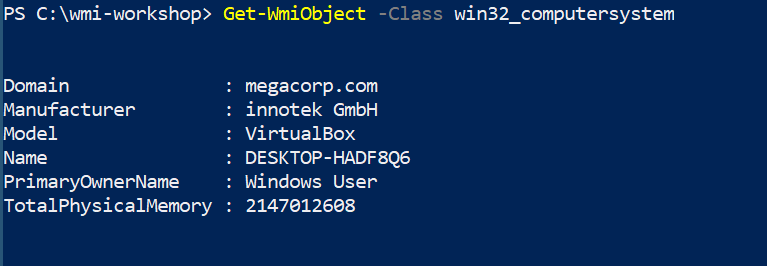 PS C:\wmi-workshop> Get-WmiObject -Class win32_computersystem
Domain : megacorp.com
Manufacturer : innotek GmbH
Model : VirtualBox
Name : DESKTOP-HADF8Q6
PrimaryOwnerName : Windows User
TotalPhysicalMemory : 2147012608